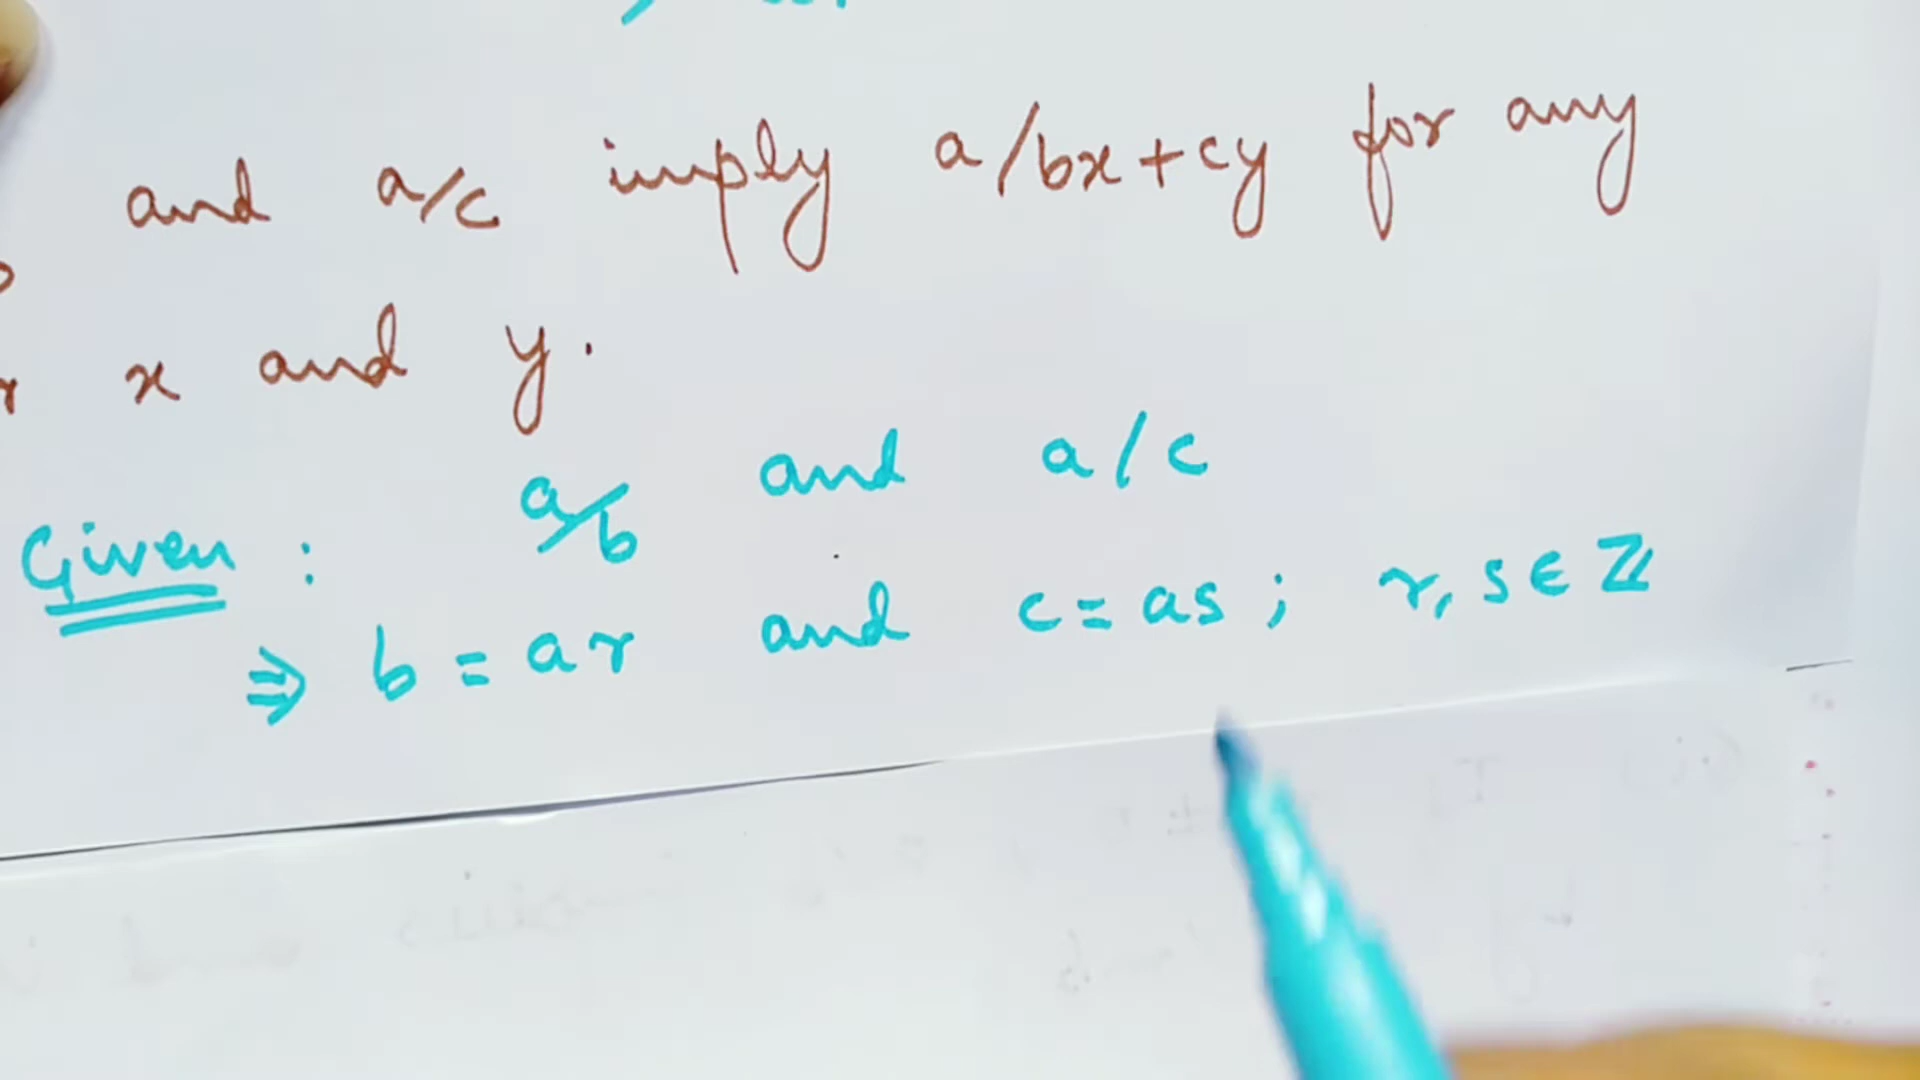 and a/c imply a/bx+cy for any
x and y.
Given : a/b and a/c
⇒ b = ar and c = as ; r, s ∈ ℤ